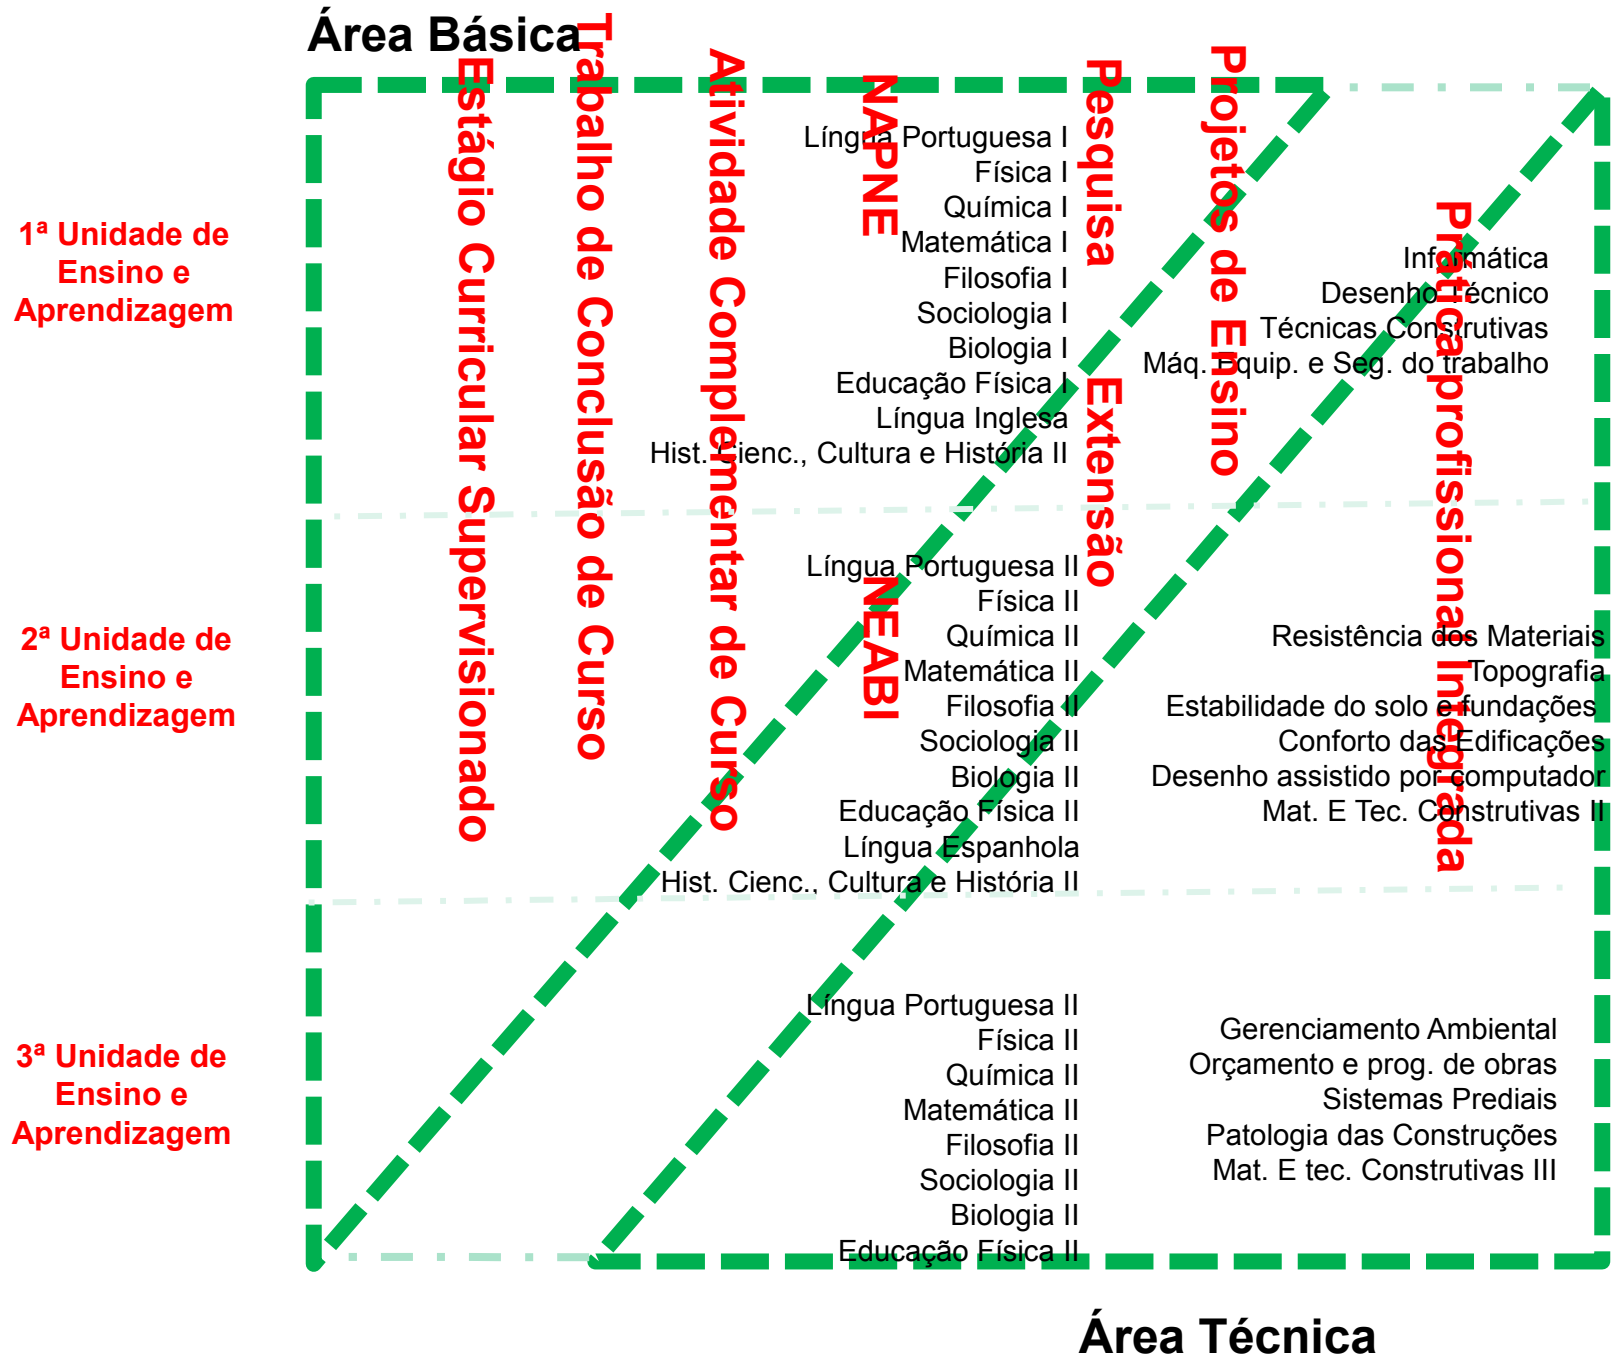 Área Básica
Estágio Curricular Supervisionado
Trabalho de Conclusão de Curso
Atividade Complementar de Curso
NAPNE
NEABI
Pesquisa
Extensão
Projetos de Ensino
Prática profissional Integrada
1ª Unidade de
Ensino e
Aprendizagem
Língua Portuguesa I
Física I
Química I
Matemática I
Filosofia I
Sociologia I
Biologia I
Educação Física I
Língua Inglesa
Hist. Cienc., Cultura e História II
Informática
Desenho Técnico
Técnicas Construtivas
Máq. Equip. e Seg. do trabalho
2ª Unidade de
Ensino e
Aprendizagem
Língua Portuguesa II
Física II
Química II
Matemática II
Filosofia II
Sociologia II
Biologia II
Educação Física II
Língua Espanhola
Hist. Cienc., Cultura e História II
Resistência dos Materiais
Topografia
Estabilidade do solo e fundações
Conforto das Edificações
Desenho assistido por computador
Mat. E Tec. Construtivas II
3ª Unidade de
Ensino e
Aprendizagem
Língua Portuguesa II
Física II
Química II
Matemática II
Filosofia II
Sociologia II
Biologia II
Educação Física II
Gerenciamento Ambiental
Orçamento e prog. de obras
Sistemas Prediais
Patologia das Construções
Mat. E tec. Construtivas III
Área Técnica